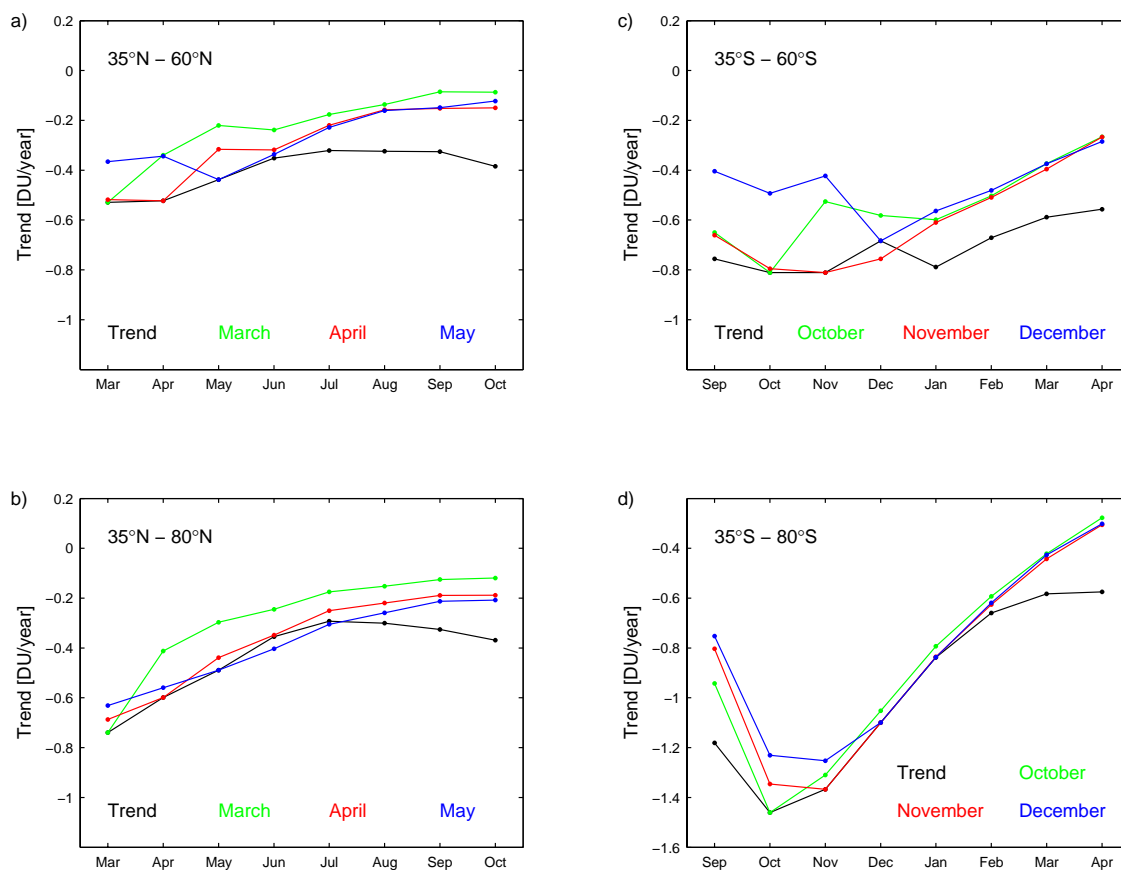 a)
35°N − 60°N
Trend [DU/year]
0.2
0
−0.2
−0.4
−0.6
−0.8
−1
Trend March April May
Mar Apr May Jun Jul Aug Sep Oct
c)
35°S − 60°S
Trend [DU/year]
0.2
0
−0.2
−0.4
−0.6
−0.8
−1
Trend October November December
Sep Oct Nov Dec Jan Feb Mar Apr
b)
35°N − 80°N
Trend [DU/year]
0.2
0
−0.2
−0.4
−0.6
−0.8
−1
Trend March April May
Mar Apr May Jun Jul Aug Sep Oct
d)
35°S − 80°S
Trend [DU/year]
−0.4
−0.6
−0.8
−1
−1.2
−1.4
−1.6
Trend October
November December
Sep Oct Nov Dec Jan Feb Mar Apr